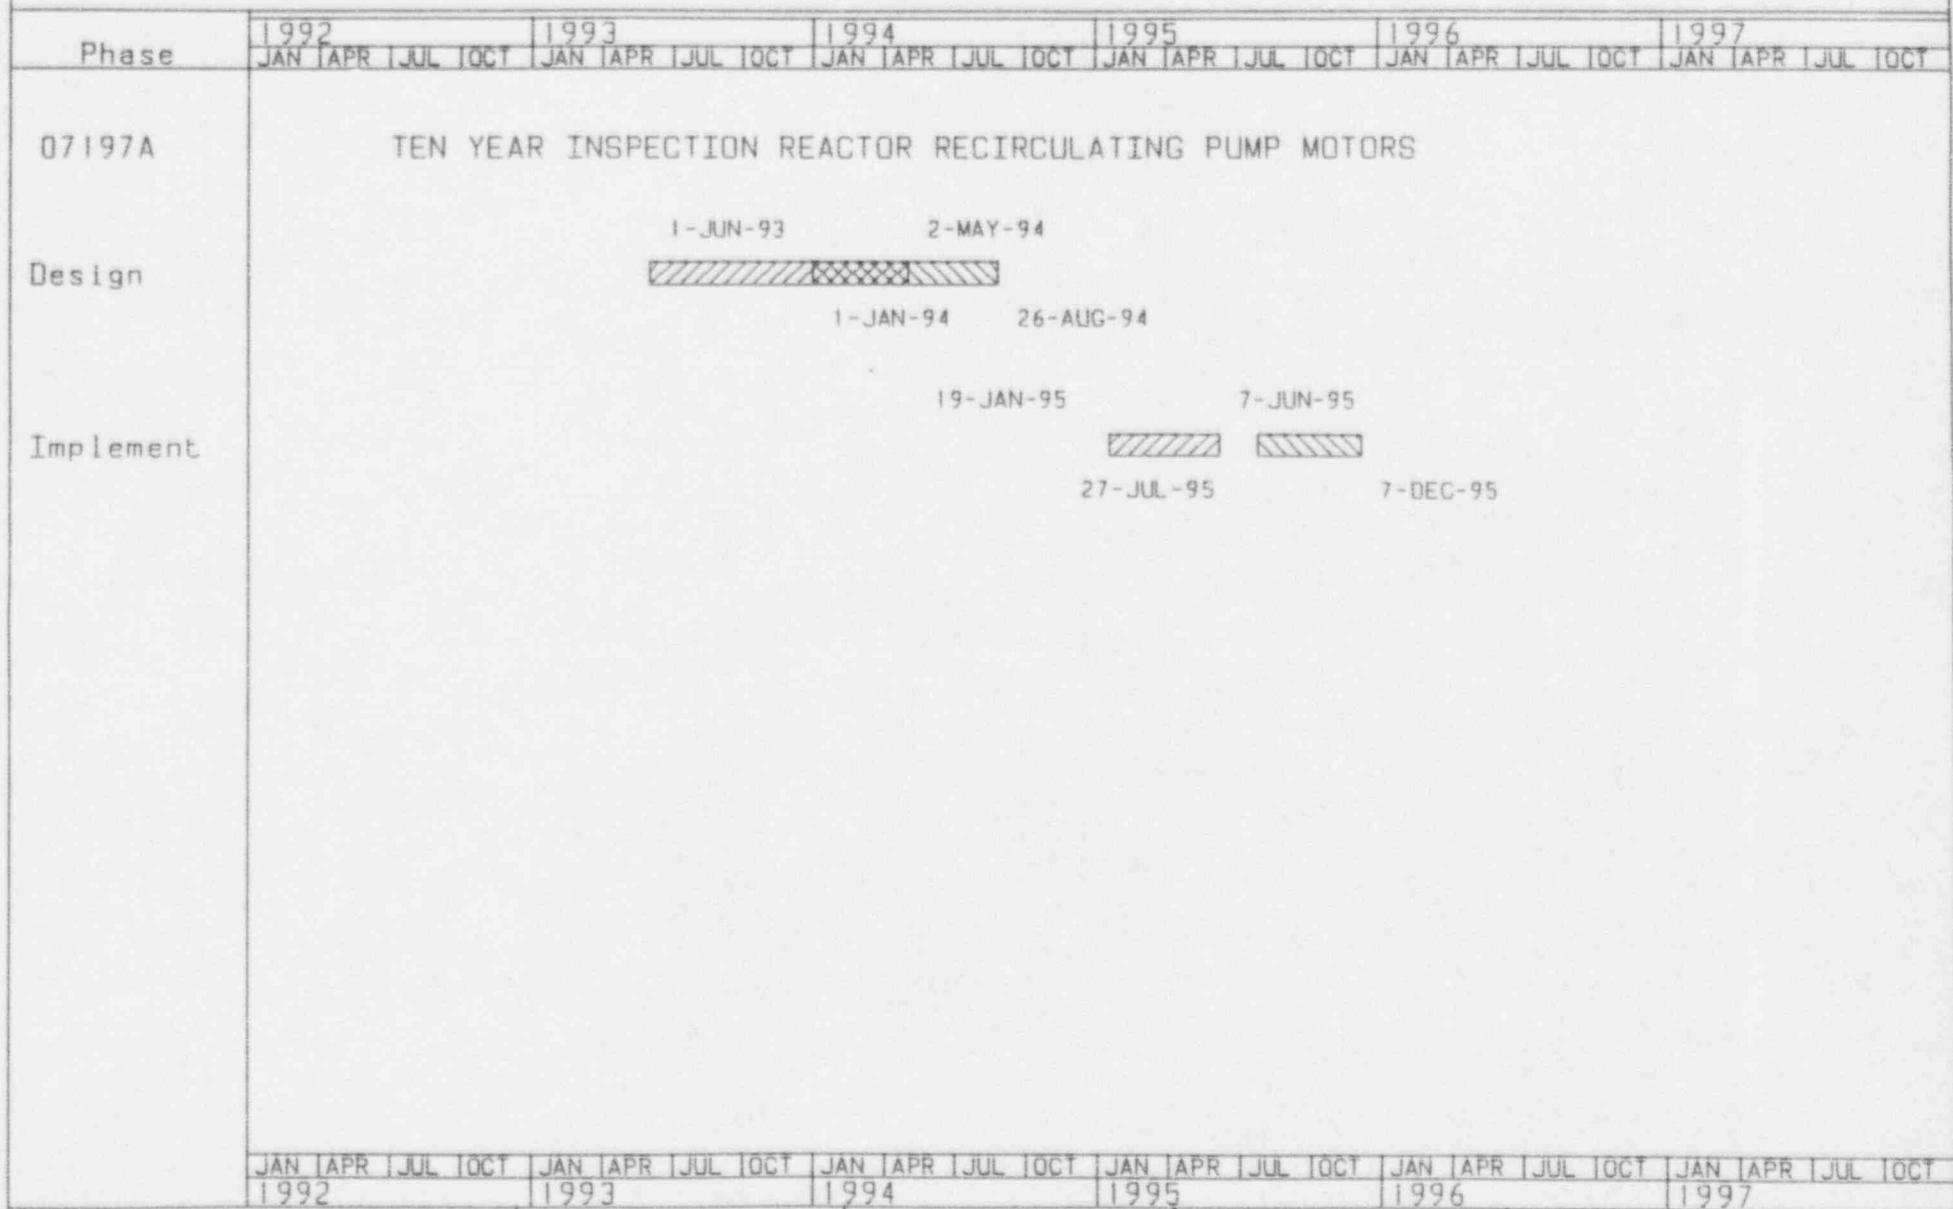 Phase
1992 1993 1994 1995 1996 1997
JAN APR JUL OCT JAN APR JUL OCT JAN APR JUL OCT JAN APR JUL OCT JAN APR JUL OCT JAN APR JUL OCT
07197A TEN YEAR INSPECTION REACTOR RECIRCULATING PUMP MOTORS
1-JUN-93 2-MAY-94
Design
1-JAN-94 26-AUG-94
19-JAN-95 7-JUN-95
Implement
27-JUL-95 7-DEC-95
JAN APR JUL OCT JAN APR JUL OCT JAN APR JUL OCT JAN APR JUL OCT JAN APR JUL OCT JAN APR JUL OCT
1992 1993 1994 1995 1996 1997